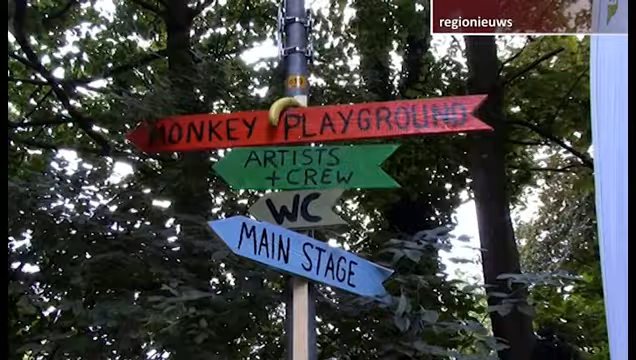 regionieuws
MONKEY PLAYGROUND
ARTISTS
+ CREW
WC
MAIN STAGE